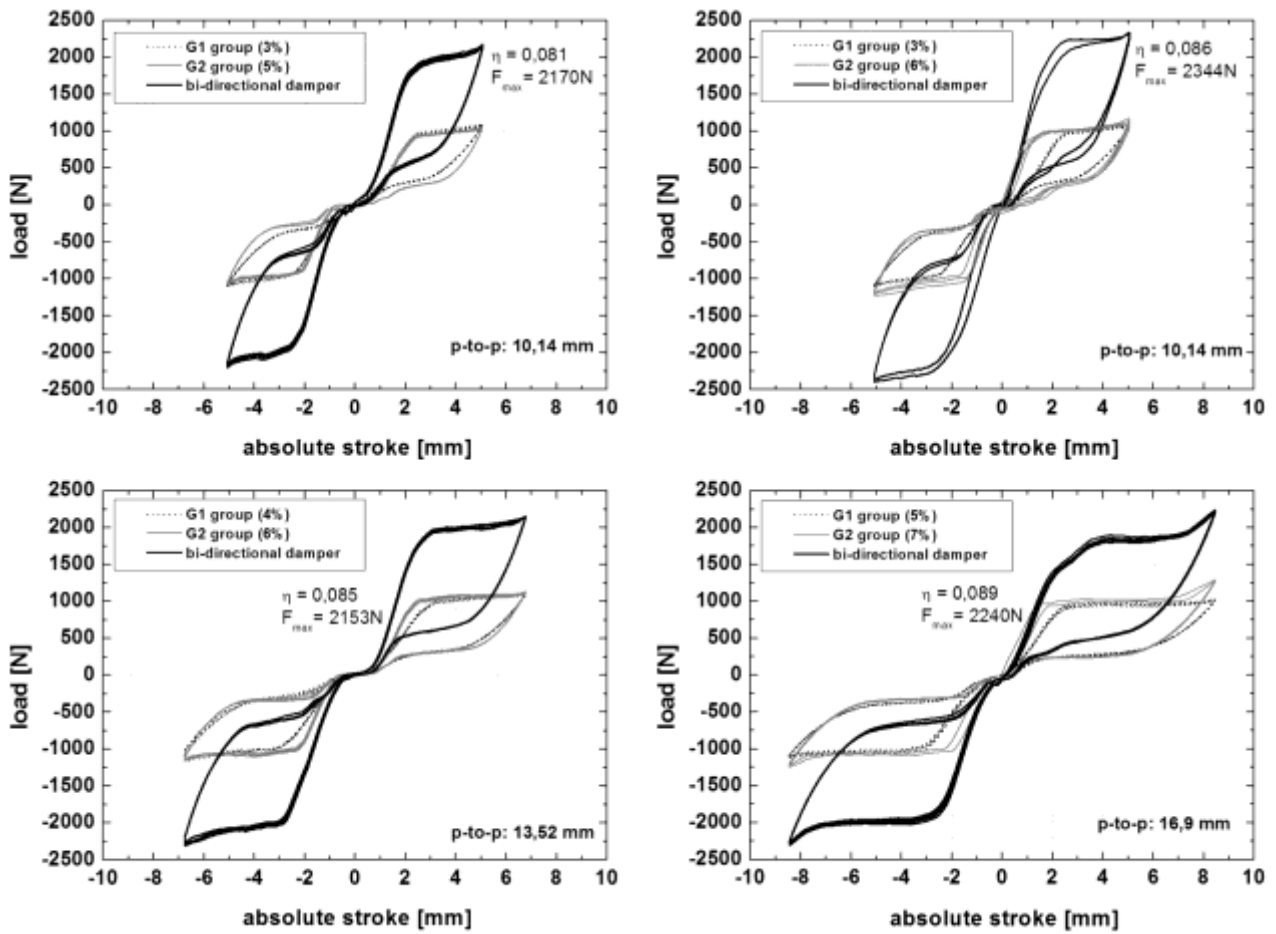 2500
2000
1500
1000
500
0
-500
-1000
-1500
-2000
-2500
load [N]
G1 group (3%)
G2 group (5%)
bi-directional damper
η = 0,081
Fmax = 2170N
p-to-p: 10,14 mm
-10 -8 -6 -4 -2 0 2 4 6 8 10
absolute stroke [mm]
2500
2000
1500
1000
500
0
-500
-1000
-1500
-2000
-2500
load [N]
G1 group (3%)
G2 group (6%)
bi-directional damper
η = 0,086
Fmax = 2344N
p-to-p: 10,14 mm
-10 -8 -6 -4 -2 0 2 4 6 8 10
absolute stroke [mm]
2500
2000
1500
1000
500
0
-500
-1000
-1500
-2000
-2500
load [N]
G1 group (4%)
G2 group (6%)
bi-directional damper
η = 0,085
Fmax = 2153N
p-to-p: 13,52 mm
-10 -8 -6 -4 -2 0 2 4 6 8 10
absolute stroke [mm]
2500
2000
1500
1000
500
0
-500
-1000
-1500
-2000
-2500
load [N]
G1 group (5%)
G2 group (7%)
bi-directional damper
η = 0,089
Fmax = 2240N
p-to-p: 16,9 mm
-10 -8 -6 -4 -2 0 2 4 6 8 10
absolute stroke [mm]